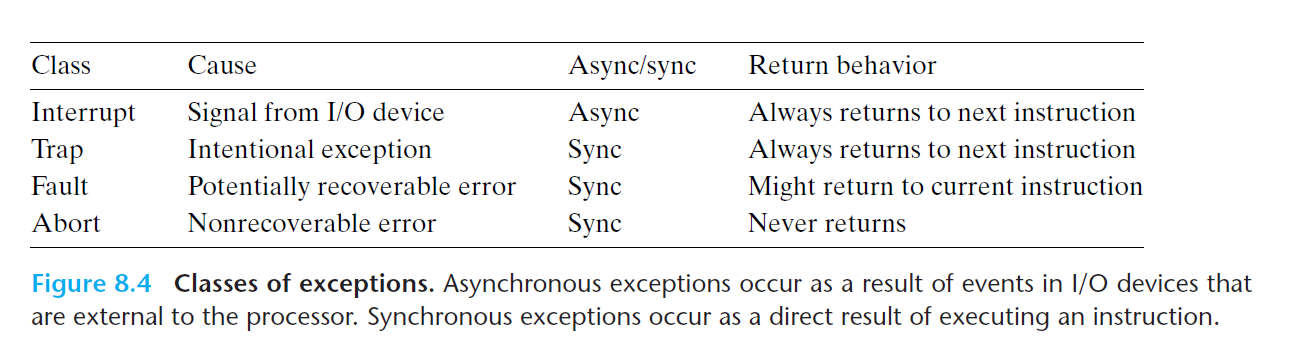 Class Cause Async/sync Return behavior
Interrupt Signal from I/O device Async Always returns to next instruction
Trap Intentional exception Sync Always returns to next instruction
Fault Potentially recoverable error Sync Might return to current instruction
Abort Nonrecoverable error Sync Never returns
Figure 8.4 Classes of exceptions. Asynchronous exceptions occur as a result of events in I/O devices that
are external to the processor. Synchronous exceptions occur as a direct result of executing an instruction.